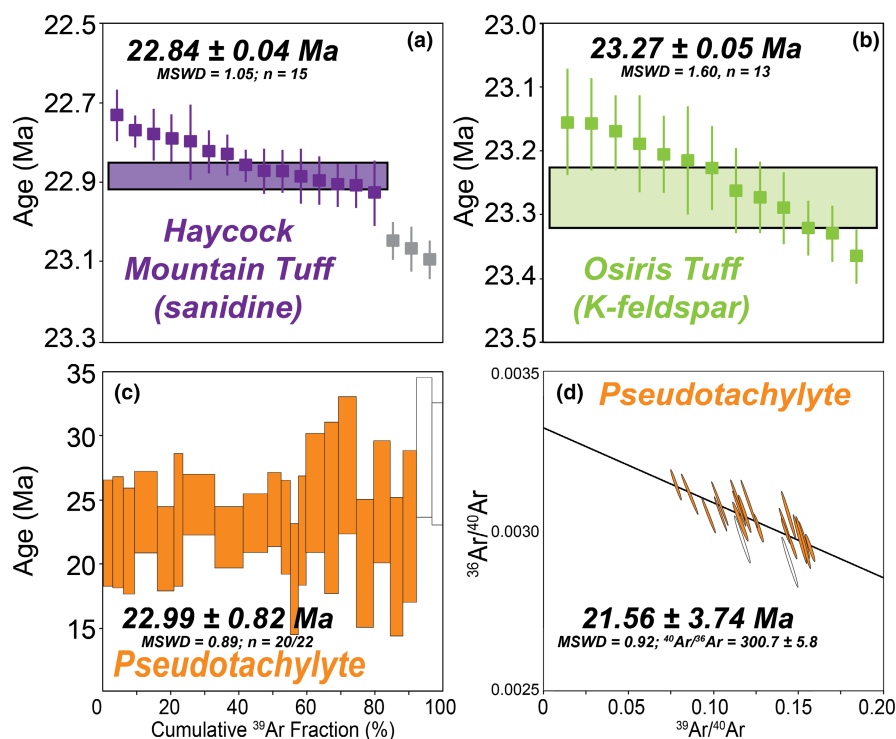 (a)
22.84 ± 0.04 Ma
MSWD = 1.05; n = 15
Haycock
Mountain Tuff
(sanidine)
Age (Ma)
22.5
22.7
22.9
23.1
23.3
(b)
23.27 ± 0.05 Ma
MSWD = 1.60, n = 13
Osiris Tuff
(K-feldspar)
Age (Ma)
23.0
23.1
23.2
23.3
23.4
23.5
(c)
22.99 ± 0.82 Ma
MSWD = 0.89; n = 20/22
Pseudotachylyte
Age (Ma)
35
30
25
20
15
0 20 40 60 80 100
Cumulative ³⁹Ar Fraction (%)
(d)
Pseudotachylyte
21.56 ± 3.74 Ma
MSWD = 0.92; ⁴⁰Ar/³⁶Ar = 300.7 ± 5.8
³⁶Ar/⁴⁰Ar
0.0035
0.0030
0.0025
0 0.05 0.10 0.15 0.20
³⁹Ar/⁴⁰Ar